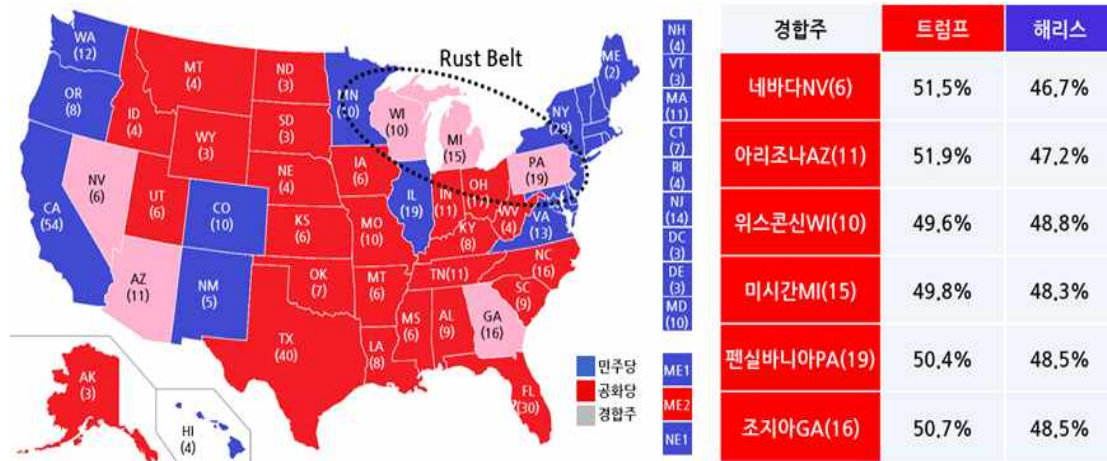 Rust Belt
WA
(12)
OR
(8)
CA
(54)
NV
(6)
ID
(4)
MT
(4)
WY
(3)
UT
(6)
AZ
(11)
CO
(10)
NM
(5)
ND
(3)
SD
(3)
NE
(4)
KS
(6)
OK
(7)
TX
(40)
MN
(10)
IA
(6)
MO
(10)
MT
(6)
LA
(8)
WI
(10)
IL
(19)
MI
(15)
IN
(11)
OH
KY
(8)
TN(11)
MS
(6)
AL
(9)
GA
(16)
FL
(30)
SC
(9)
NC
(16)
VA
(13)
WV
(4)
PA
(19)
NY
ME
(2)
AK
(3)
HI
(4)
민주당
공화당
경합주
NH
(4)
VT
(3)
MA
(11)
CT
(7)
RI
(4)
NJ
(14)
DC
(3)
DE
(3)
MD
(10)
ME1
ME2
NE1
경합주 트럼프 해리스
네바다NV(6) 51.5% 46.7%
아리조나AZ(11) 51.9% 47.2%
위스콘신WI(10) 49.6% 48.8%
미시간MI(15) 49.8% 48.3%
펜실바니아PA(19) 50.4% 48.5%
조지아GA(16) 50.7% 48.5%